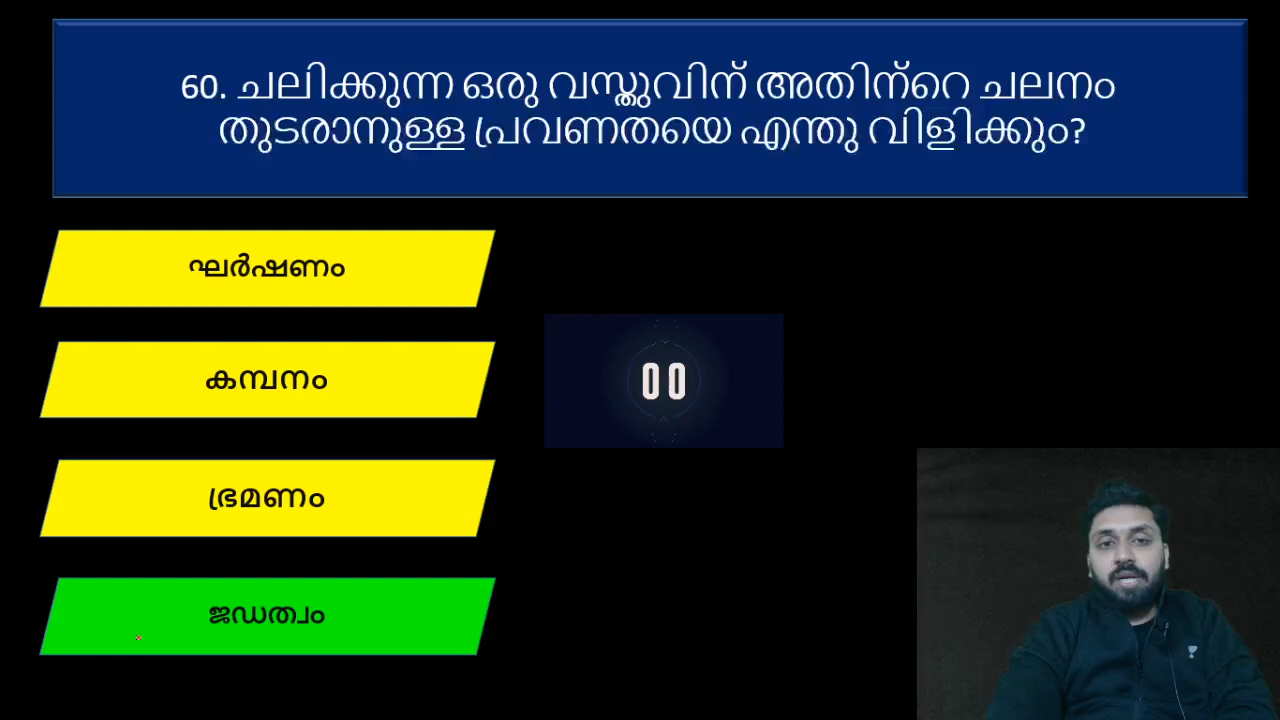 60. ചലിക്കുന്ന ഒരു വസ്തുവിന് അതിന്റെ ചലനം
തുടരാനുള്ള പ്രവണതയെ എന്തു വിളിക്കും?
ഘർഷണം
കമ്പനം
ഭ്രമണം
ജഡത്വം
00